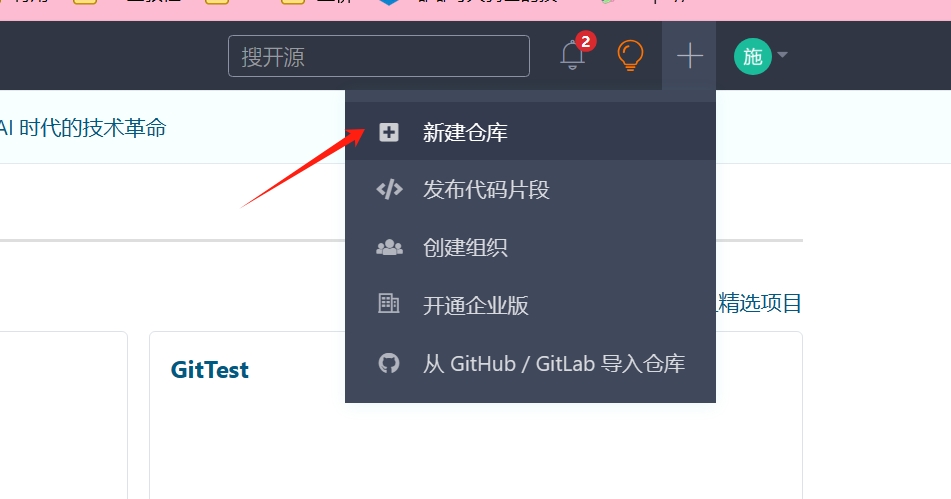 搜开源
2
施
AI 时代的技术革命
新建仓库
发布代码片段
创建组织
开通企业版
精选项目
从 GitHub / GitLab 导入仓库
GitTest